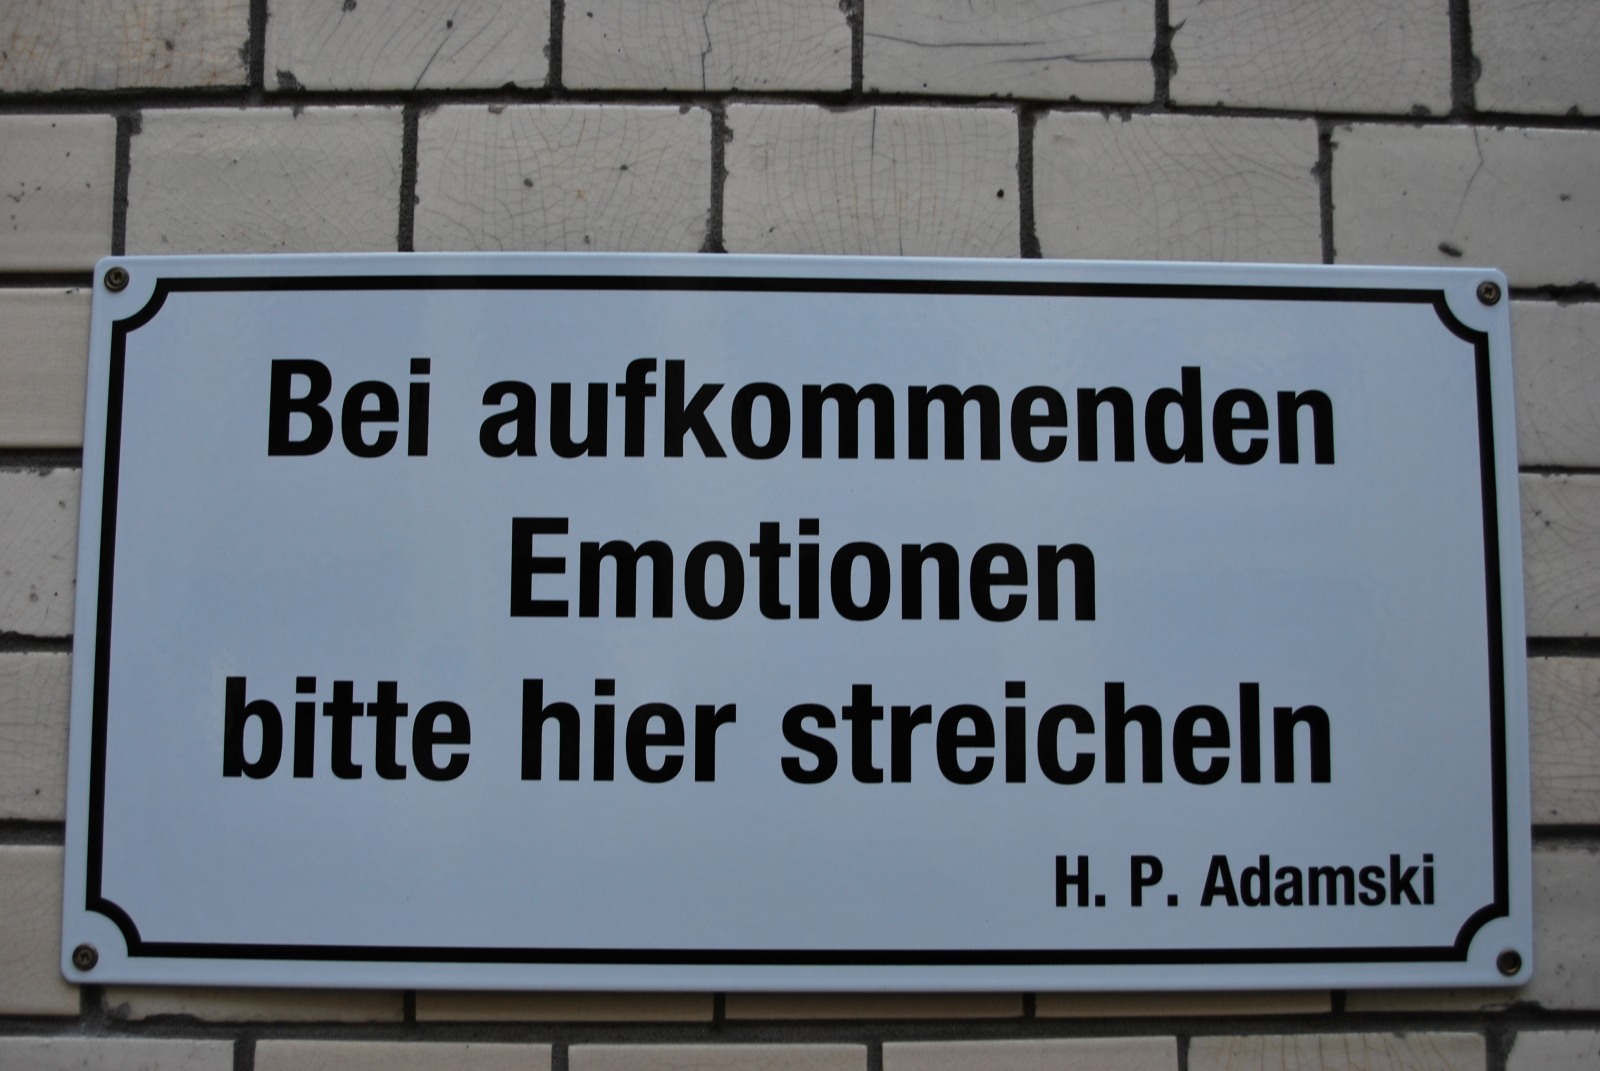 Bei aufkommenden
Emotionen
bitte hier streicheln
H. P. Adamski